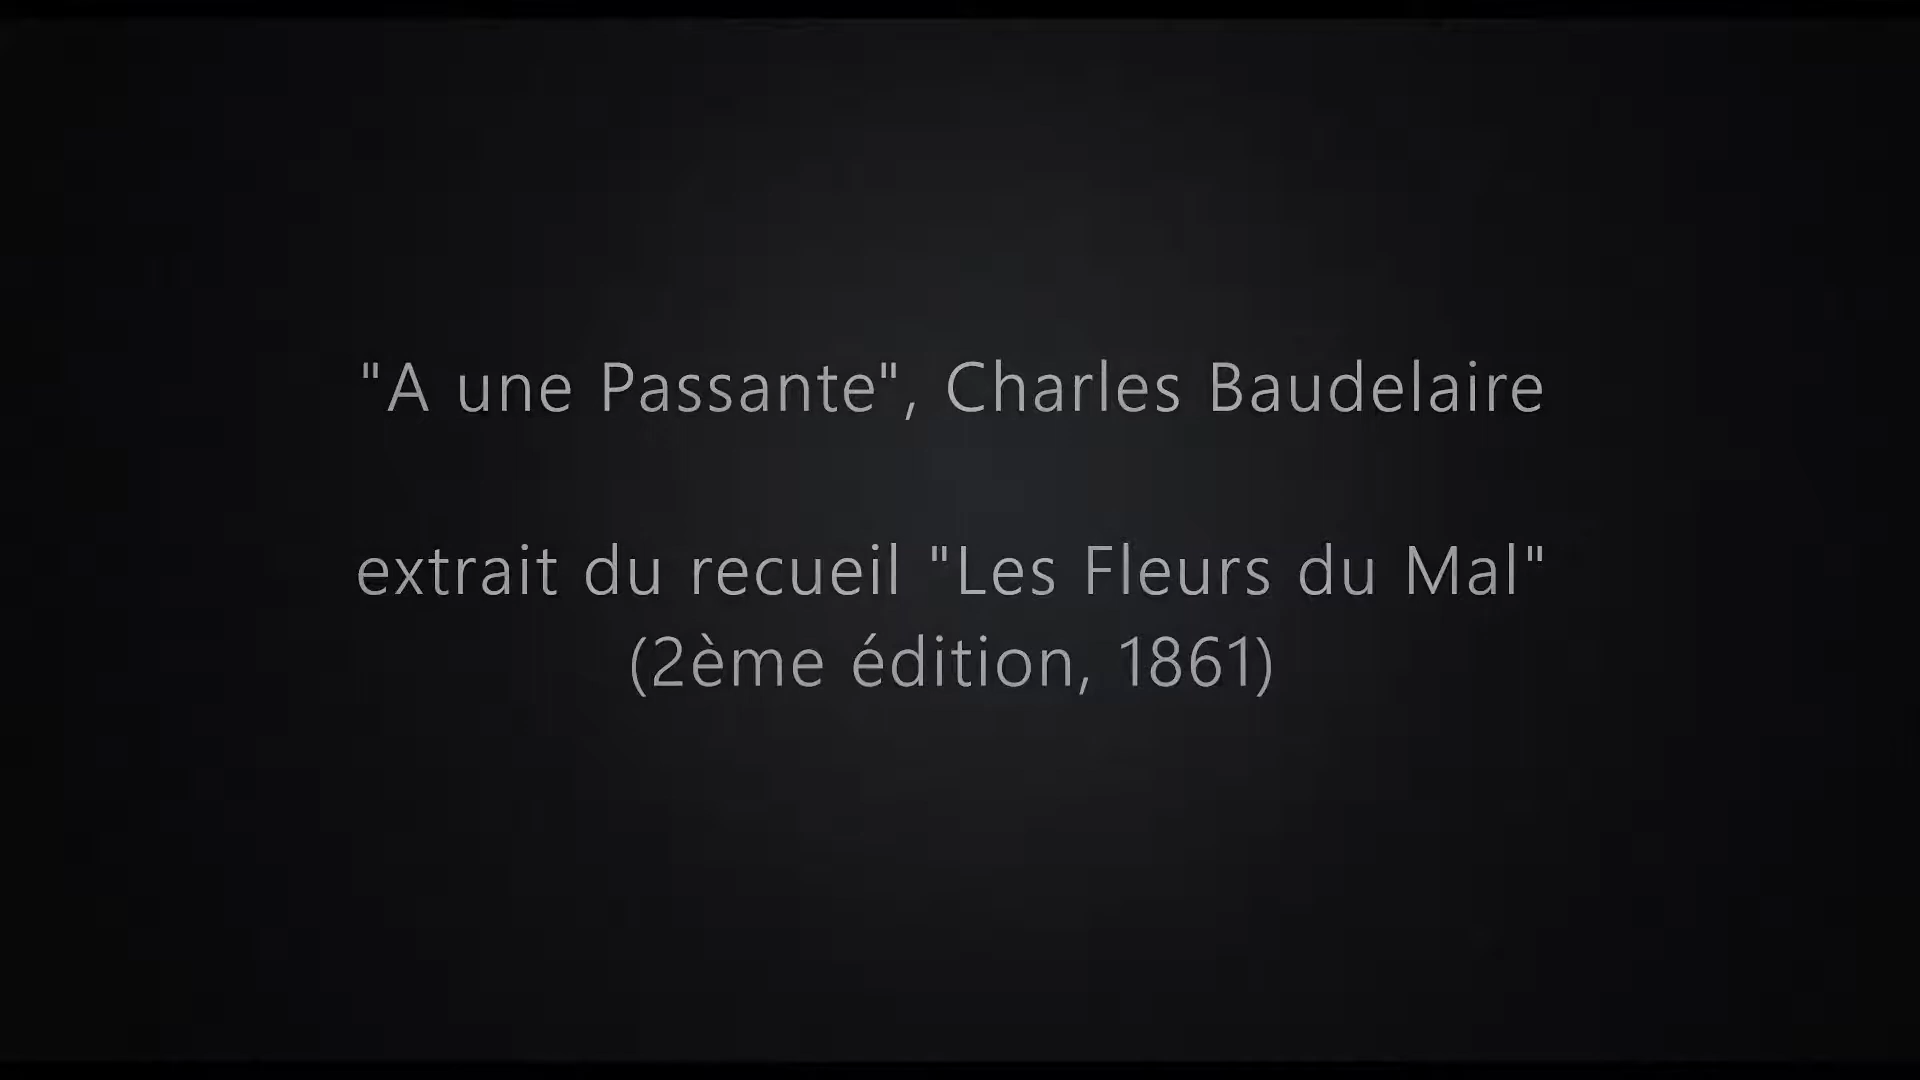 "A une Passante", Charles Baudelaire
extrait du recueil "Les Fleurs du Mal"
(2ème édition, 1861)